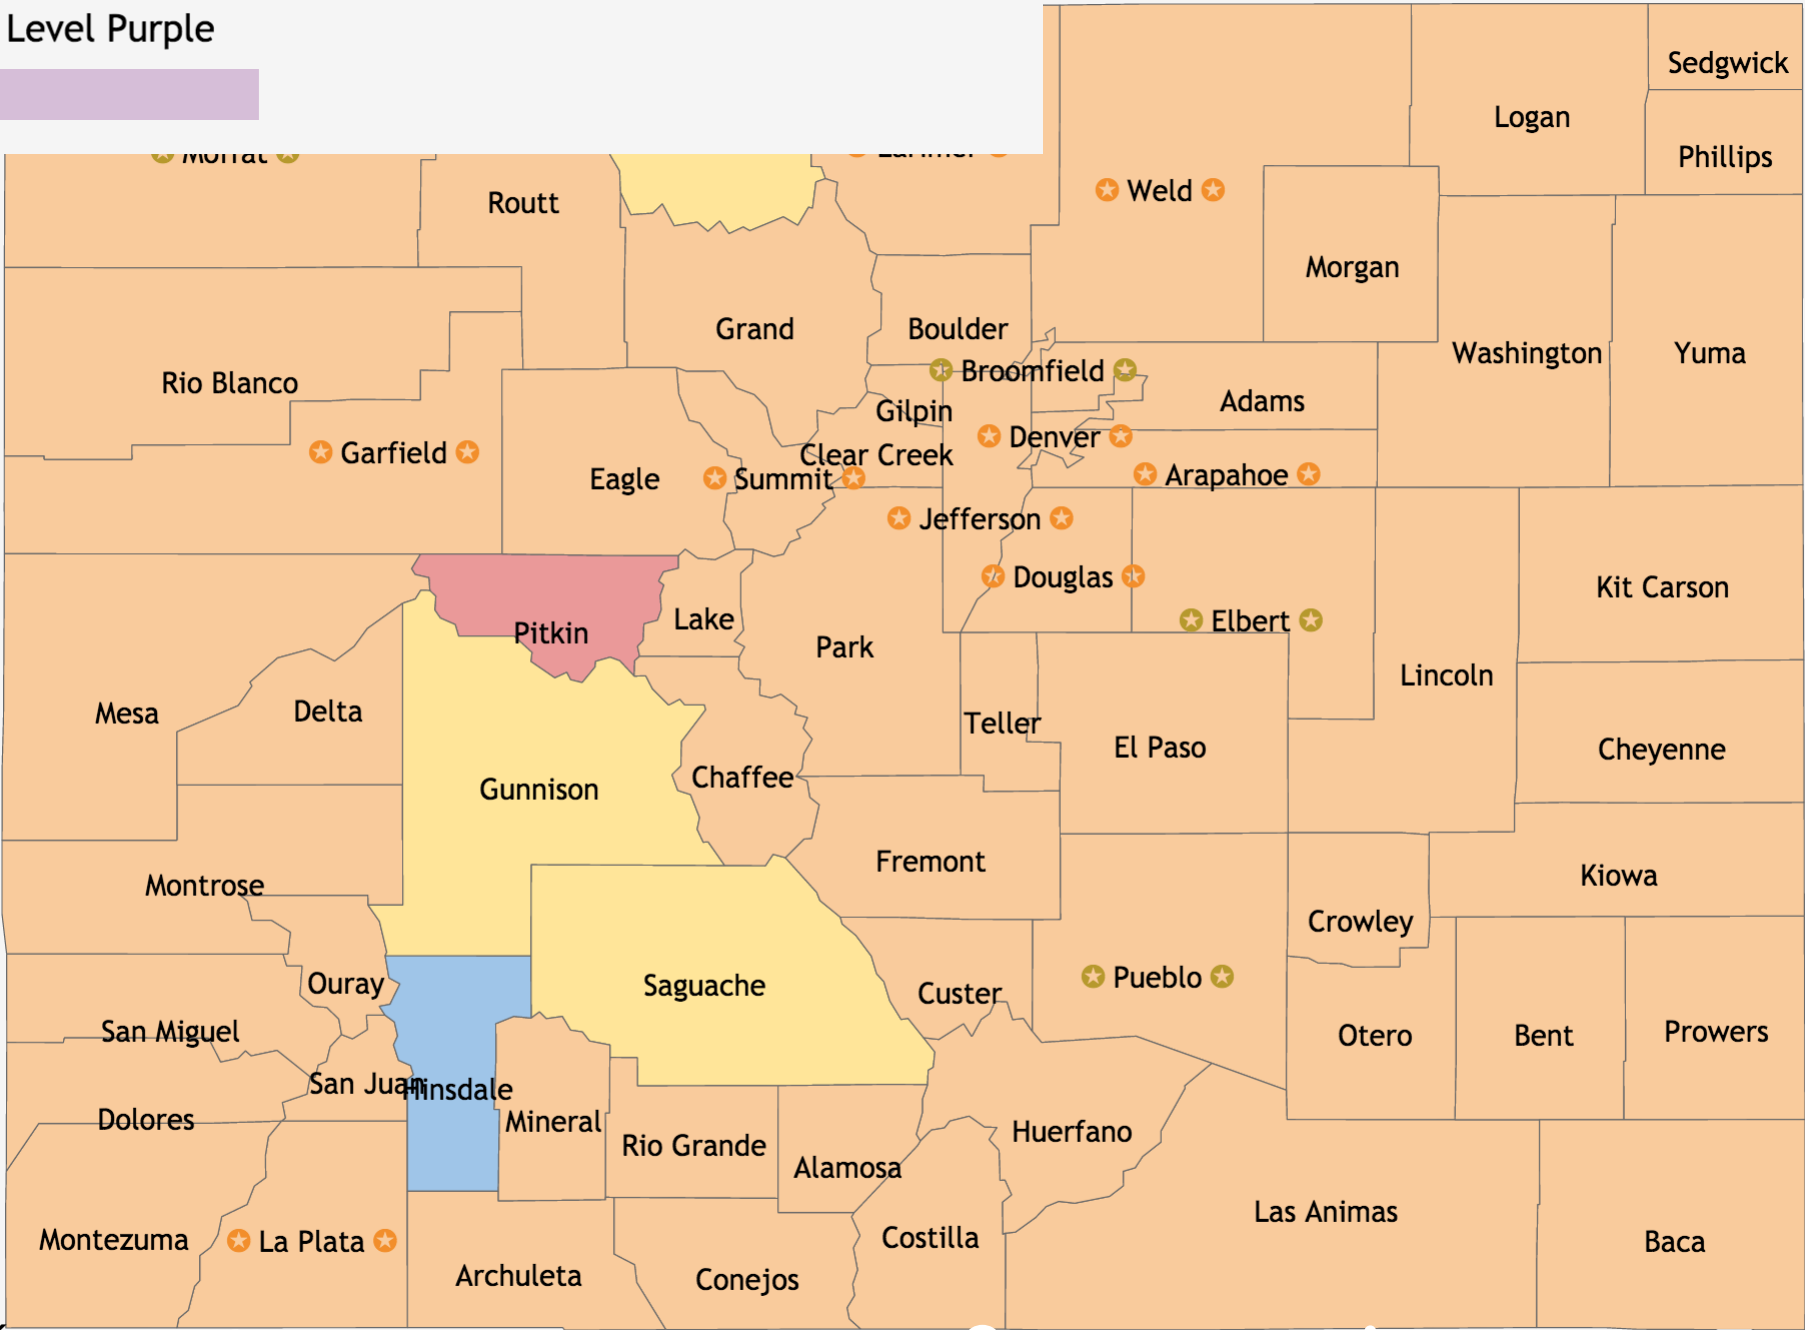 Level Purple
Sedgwick
Logan
Moffat
Larimer
Phillips
Weld
Routt
Morgan
Grand
Boulder
Washington
Yuma
Broomfield
Rio Blanco
Adams
Gilpin
Denver
Garfield
Clear Creek
Eagle
Summit
Arapahoe
Jefferson
Douglas
Kit Carson
Lake
Elbert
Pitkin
Park
Lincoln
Mesa
Delta
Teller
El Paso
Cheyenne
Chaffee
Gunnison
Fremont
Kiowa
Montrose
Crowley
Pueblo
Ouray
Saguache
Custer
San Miguel
Otero
Bent
Prowers
San Juan
Hinsdale
Dolores
Mineral
Huerfano
Rio Grande
Alamosa
Las Animas
Montezuma
La Plata
Costilla
Baca
Archuleta
Conejos